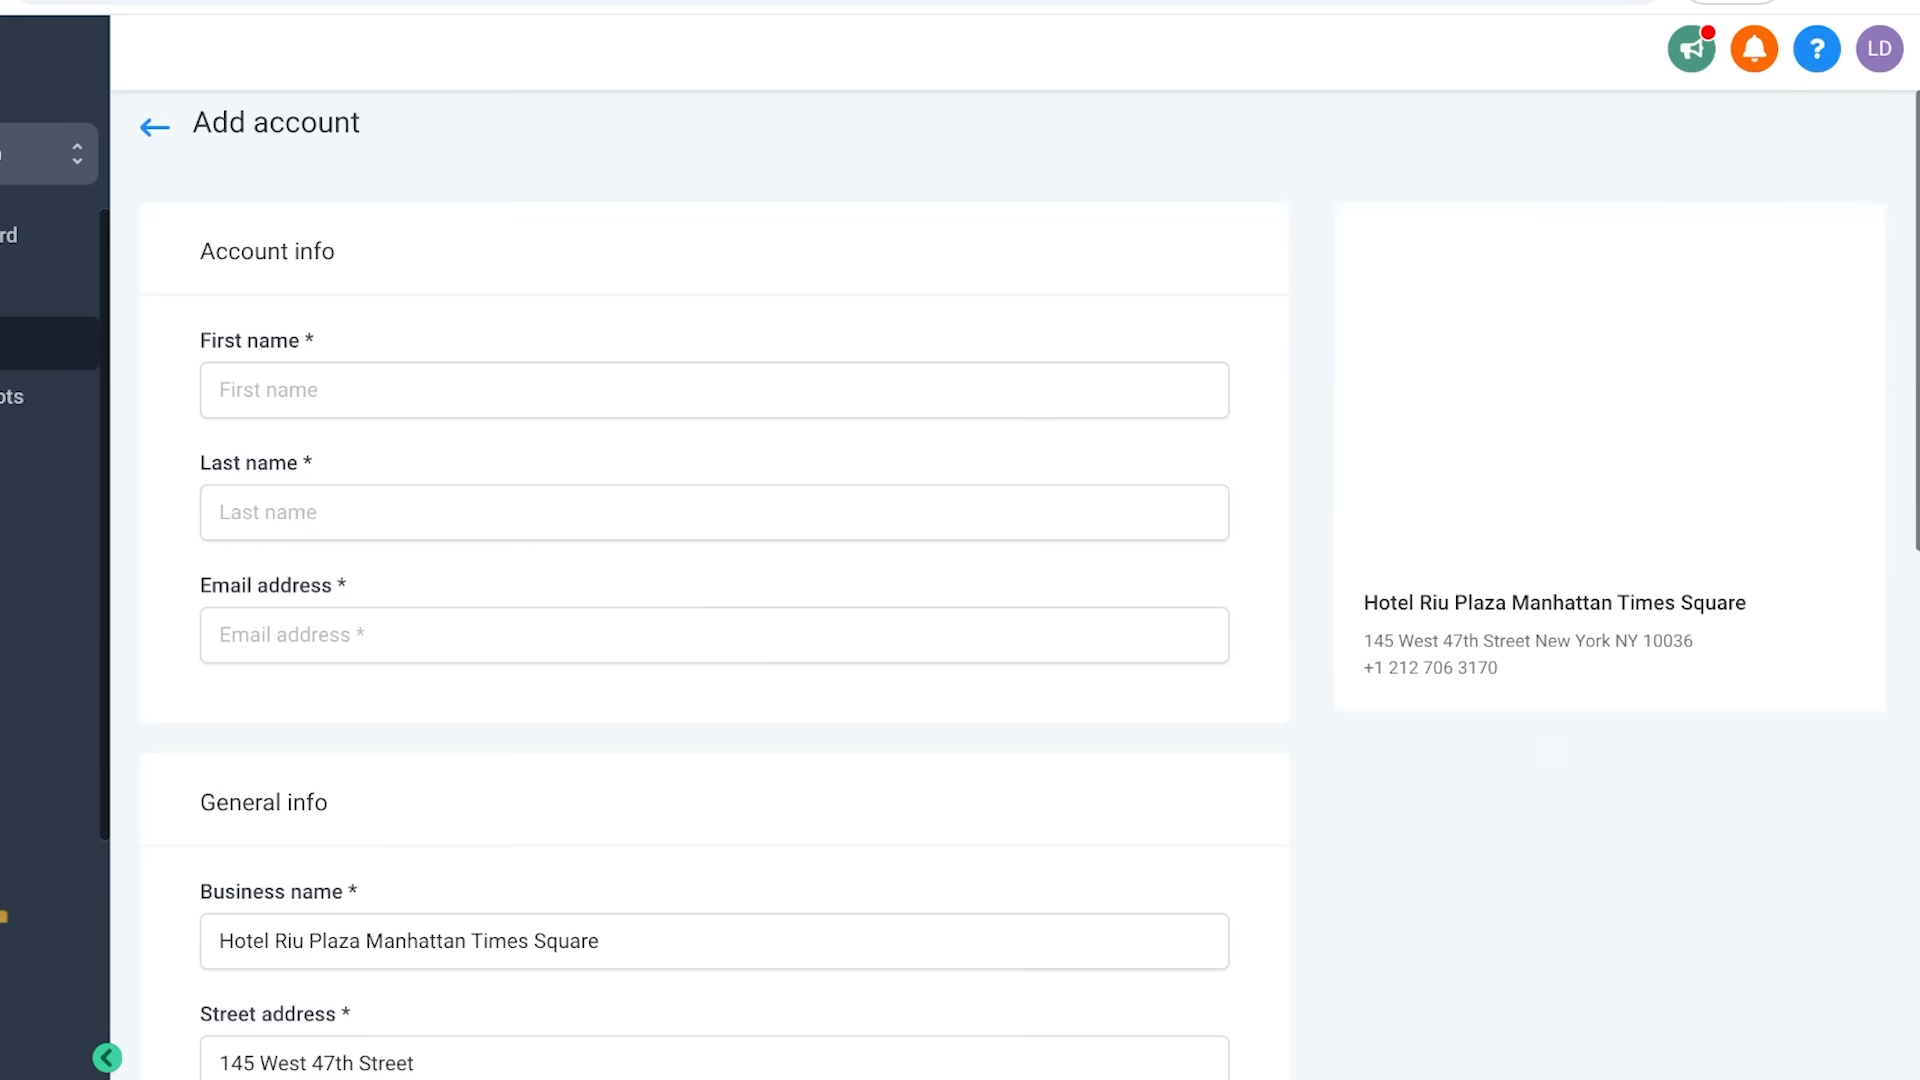 LD
Add account
rd
ots
Account info
First name *
First name
Last name *
Last name
Email address *
Email address *
Hotel Riu Plaza Manhattan Times Square
145 West 47th Street New York NY 10036
+1 212 706 3170
General info
Business name *
Hotel Riu Plaza Manhattan Times Square
Street address *
145 West 47th Street